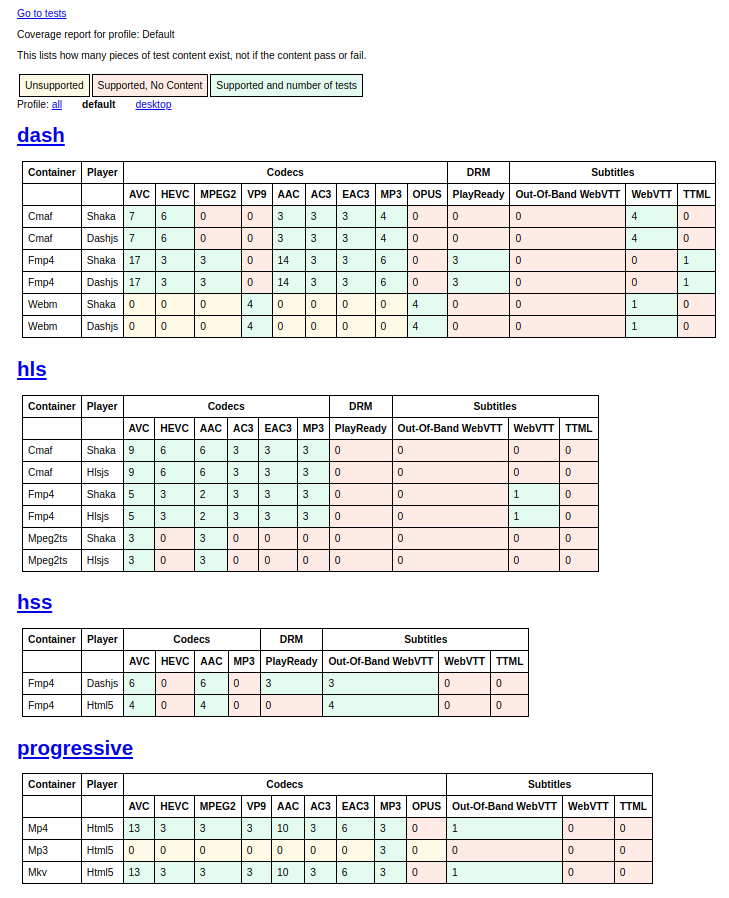 Go to tests
Coverage report for profile: Default
This lists how many pieces of test content exist, not if the content pass or fail.
Unsupported Supported, No Content Supported and number of tests
Profile: all default desktop
dash
Container Player Codecs DRM Subtitles
AVC HEVC MPEG2 VP9 AAC AC3 EAC3 MP3 OPUS PlayReady Out-Of-Band WebVTT WebVTT TTML
Cmaf Shaka 7 6 0 0 3 3 3 4 0 0 0 4 0
Cmaf Dashjs 7 6 0 0 3 3 3 4 0 0 0 4 0
Fmp4 Shaka 17 3 3 0 14 3 3 6 0 3 0 0 1
Fmp4 Dashjs 17 3 3 0 14 3 3 6 0 3 0 0 1
Webm Shaka 0 0 0 4 0 0 0 0 4 0 0 1 0
Webm Dashjs 0 0 0 4 0 0 0 0 4 0 0 1 0
hls
Container Player Codecs DRM Subtitles
AVC HEVC AAC AC3 EAC3 MP3 PlayReady Out-Of-Band WebVTT WebVTT TTML
Cmaf Shaka 9 6 6 3 3 3 0 0 0 0
Cmaf Hlsjs 9 6 6 3 3 3 0 0 0 0
Fmp4 Shaka 5 3 2 3 3 3 0 0 1 0
Fmp4 Hlsjs 5 3 2 3 3 3 0 0 1 0
Mpeg2ts Shaka 3 0 3 0 0 0 0 0 0 0
Mpeg2ts Hlsjs 3 0 3 0 0 0 0 0 0 0
hss
Container Player Codecs DRM Subtitles
AVC HEVC AAC MP3 PlayReady Out-Of-Band WebVTT WebVTT TTML
Fmp4 Dashjs 6 0 6 0 3 3 0 0
Fmp4 Html5 4 0 4 0 0 4 0 0
progressive
Container Player Codecs Subtitles
AVC HEVC MPEG2 VP9 AAC AC3 EAC3 MP3 OPUS Out-Of-Band WebVTT WebVTT TTML
Mp4 Html5 13 3 3 3 10 3 6 3 0 1 0 0
Mp3 Html5 0 0 0 0 0 0 0 3 0 0 0 0
Mkv Html5 13 3 3 3 10 3 6 3 0 1 0 0